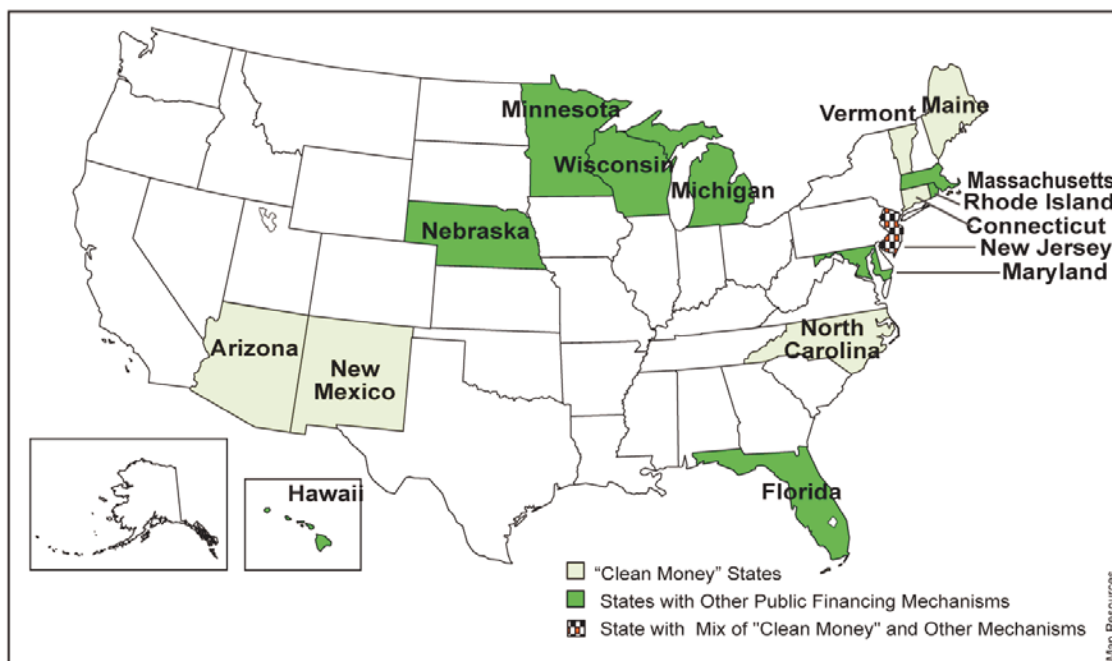 Minnesota
Vermont
Maine
Wisconsin
Michigan
Massachusetts
Rhode Island
Connecticut
New Jersey
Maryland
Nebraska
Arizona
New
Mexico
North
Carolina
Hawaii
Florida
"Clean Money" States
States with Other Public Financing Mechanisms
State with Mix of "Clean Money" and Other Mechanisms
Map Resources